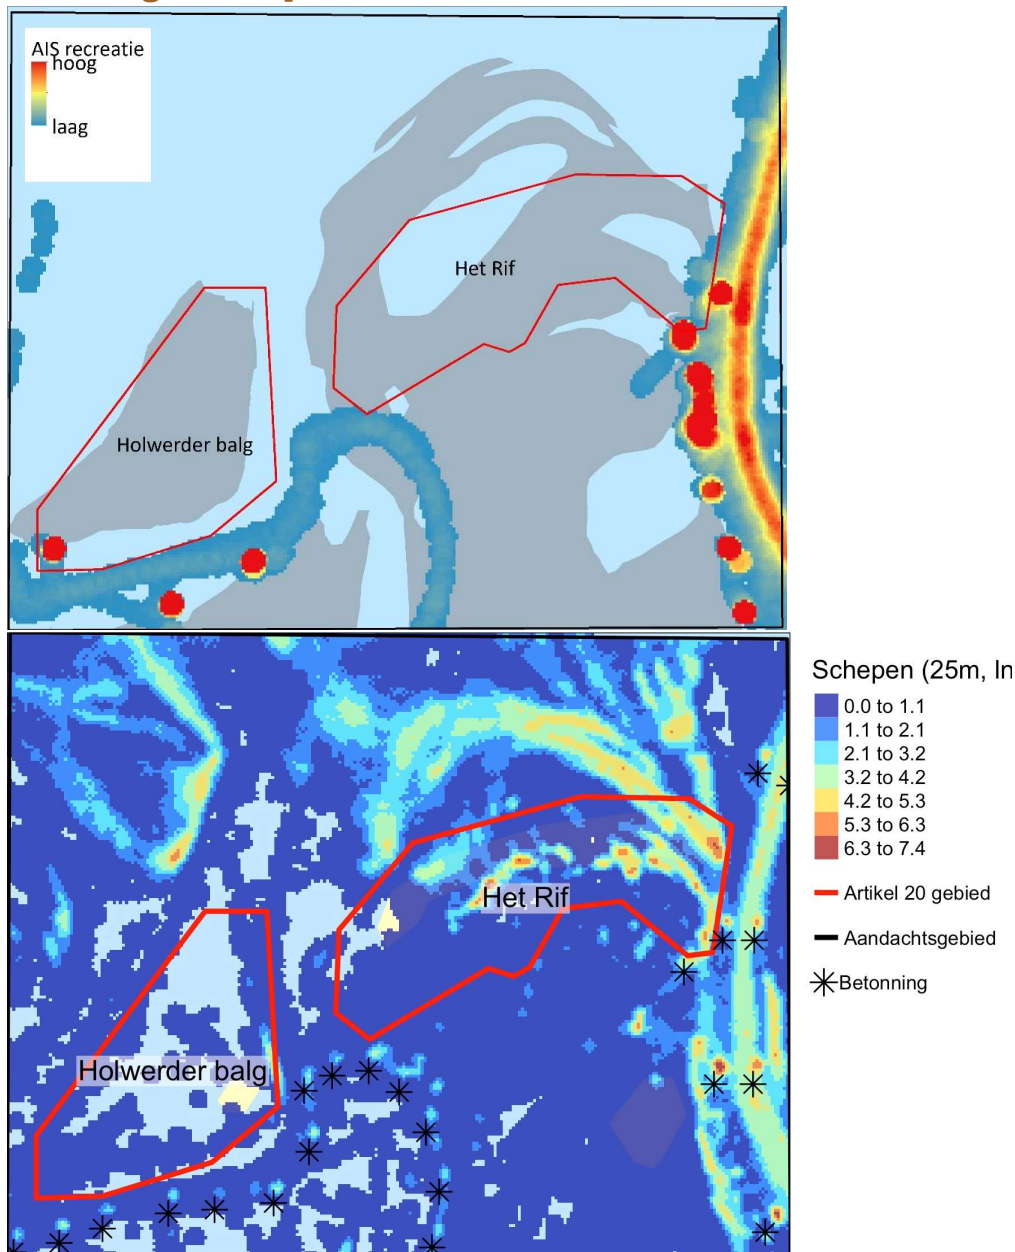 AIS recreatie
hoog
laag
Het Rif
Holwerder balg
Schepen (25m, In
0.0 to 1.1
1.1 to 2.1
2.1 to 3.2
3.2 to 4.2
4.2 to 5.3
5.3 to 6.3
6.3 to 7.4
Artikel 20 gebied
Aandachtsgebied
Betonning
Het Rif
Holwerder balg